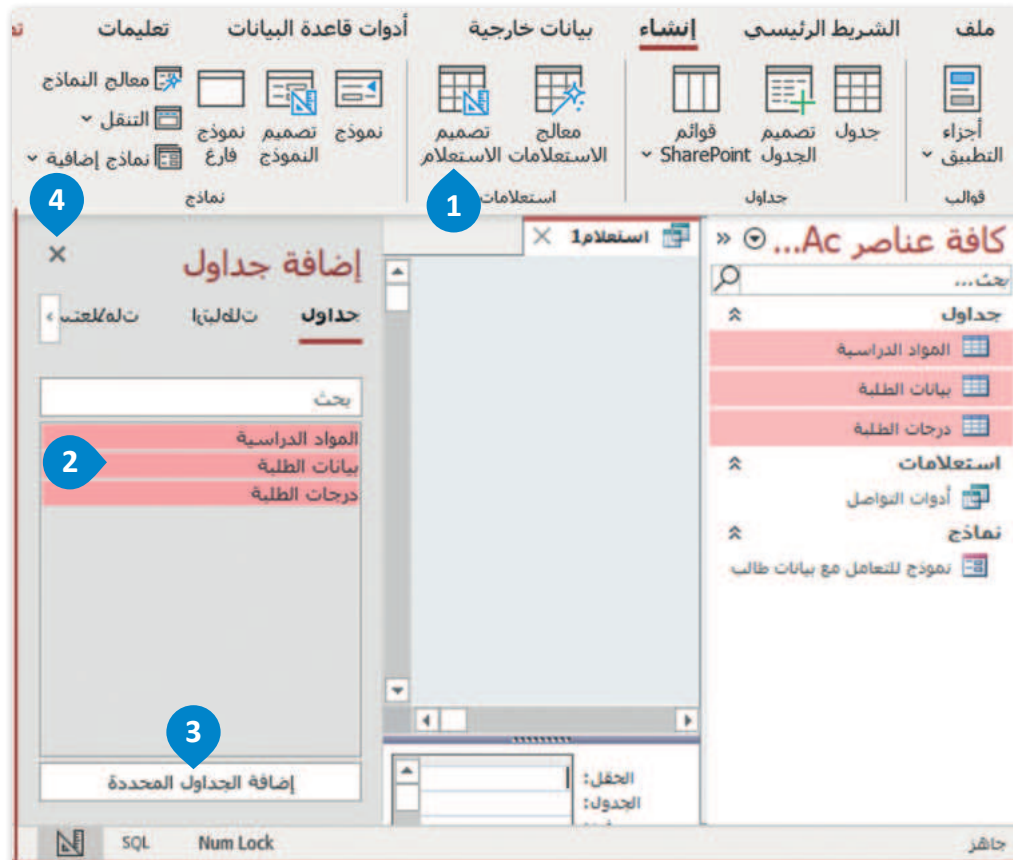 ملف الشريط الرئيسي إنشاء بيانات خارجية أدوات قاعدة البيانات تعليمات
أجزاء التطبيق
قوالب
جدول
تصميم الجدول
قوائم SharePoint
جداول
معالج الاستعلامات
تصميم الاستعلام
استعلامات
نموذج
تصميم النموذج
نموذج فارغ
معالج النماذج
التنقل
نماذج إضافية
نماذج
1
4
كافة عناصر Ac...
بحث...
جداول
المواد الدراسية
بيانات الطلبة
درجات الطلبة
استعلامات
أدوات التواصل
نماذج
نموذج للتعامل مع بيانات طالب
استعلام1
الحقل:
الجدول:
إضافة جداول
جداول
بحث
المواد الدراسية
بيانات الطلبة
درجات الطلبة
2
3
إضافة الجداول المحددة
جاهز
Num Lock
SQL